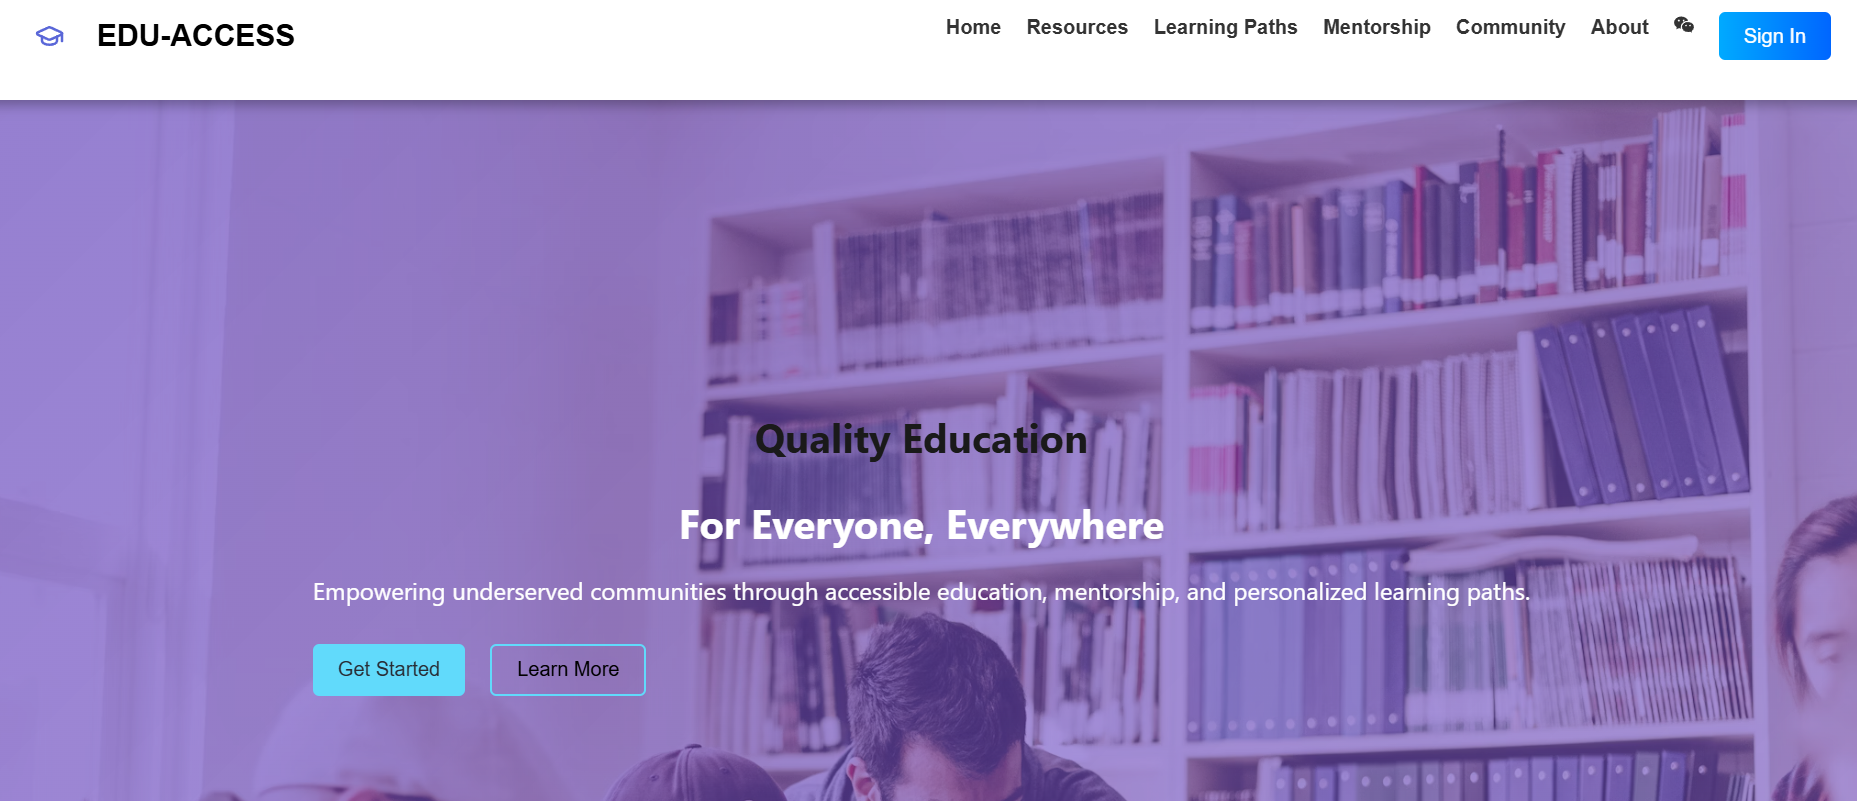 EDU-ACCESS
Home Resources Learning Paths Mentorship Community About Sign In
Quality Education
For Everyone, Everywhere
Empowering underserved communities through accessible education, mentorship, and personalized learning paths.
Get Started Learn More